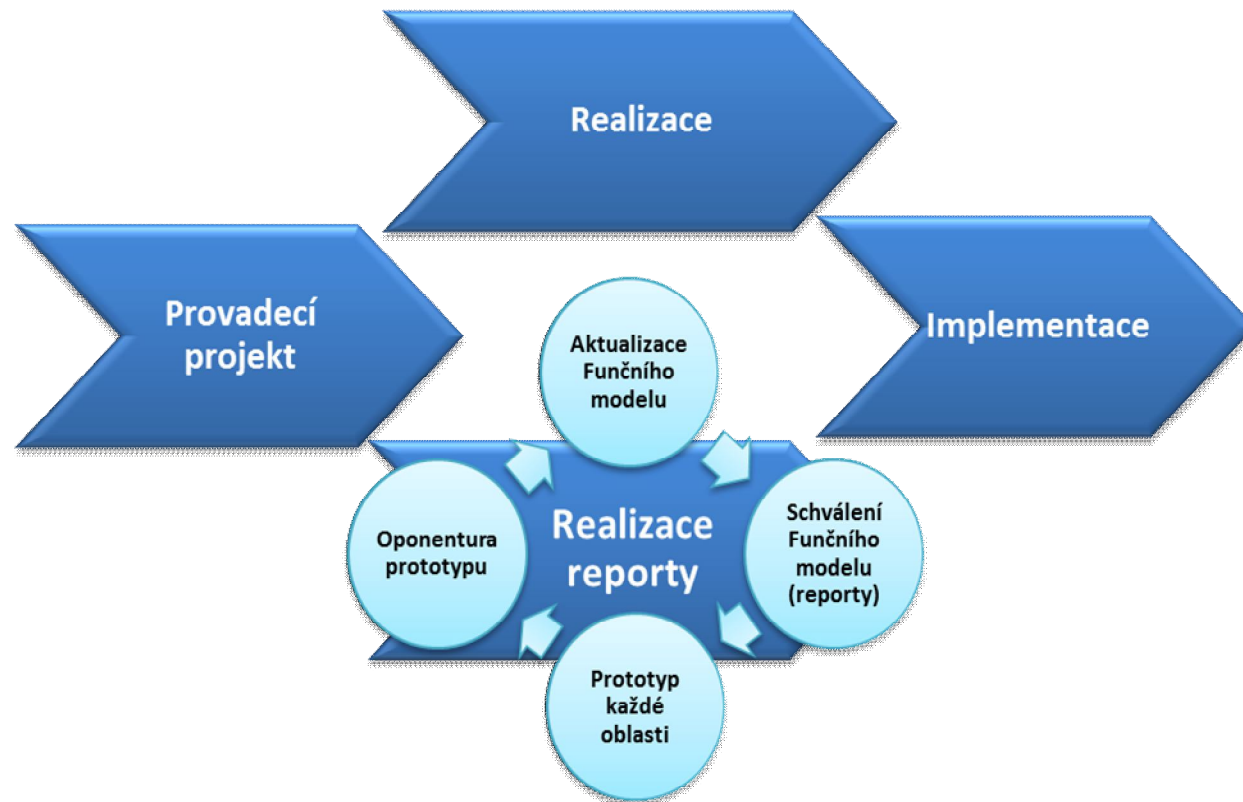 Realizace
Provadecí
projekt
Implementace
Aktualizace
Funčního
modelu
Oponentura
prototypu
Realizace
reporty
Schválení
Funčního
modelu
(reporty)
Prototyp
každé
oblasti